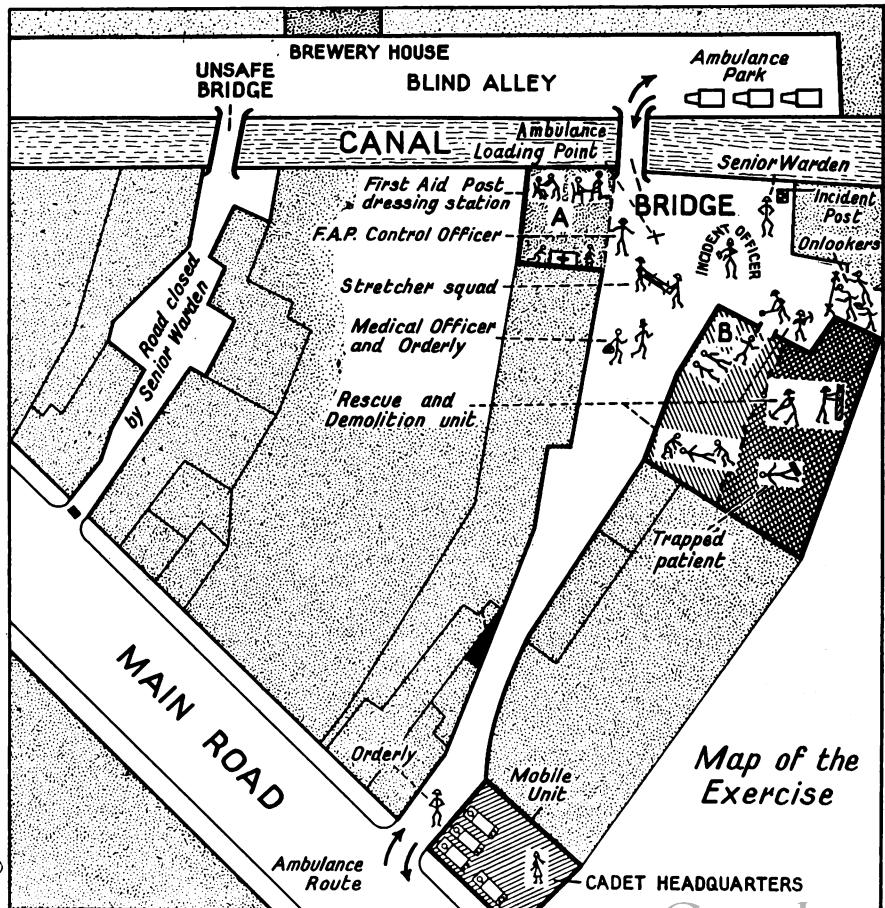 BREWERY HOUSE
UNSAFE
BRIDGE
BLIND ALLEY
Ambulance
Park
CANAL
Ambulance
Loading Point
Senior Warden
First Aid Post
dressing station
A
BRIDGE
Incident
Post
F.A.P. Control Officer
INCIDENT
OFFICER
Onlookers
Road closed
by Senior Warden
Stretcher squad
Medical Officer
and Orderly
B
Rescue and
Demolition unit
Trapped
patient
MAIN ROAD
Orderly
Mobile
Unit
Map of the
Exercise
Ambulance
Route
CADET HEADQUARTERS